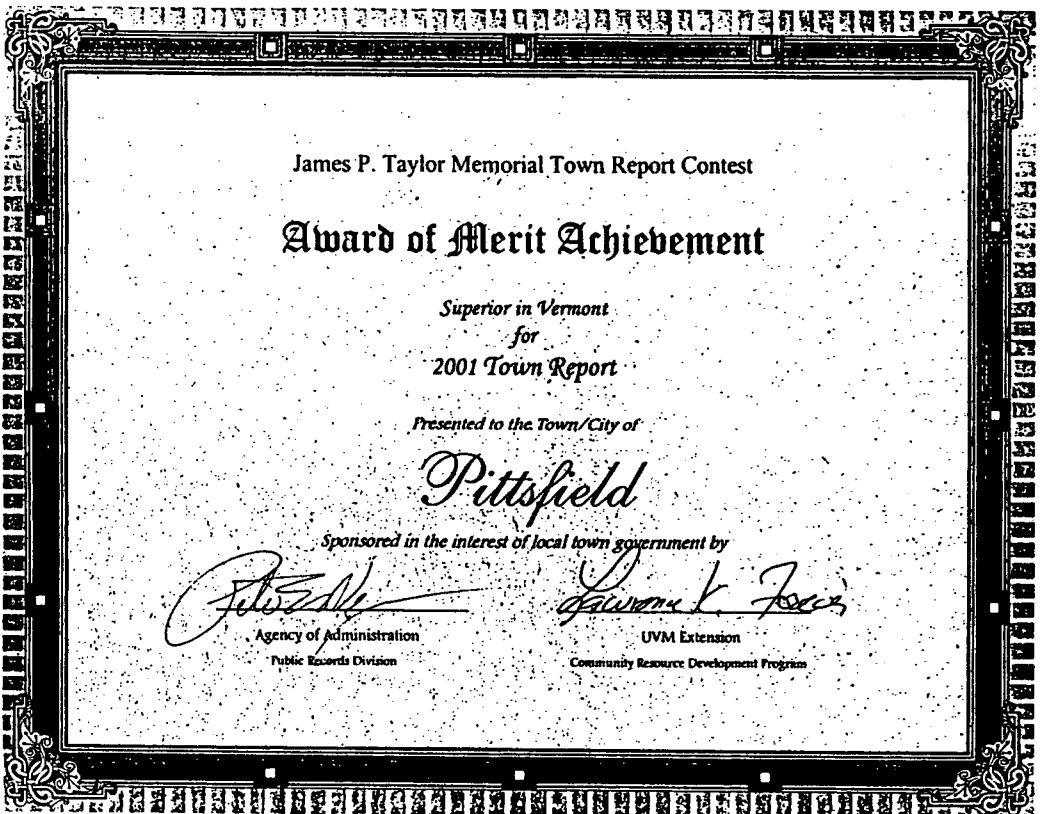 James P. Taylor Memorial Town Report Contest
Award of Merit Achievement
Superior in Vermont
for
2001 Town Report
Presented to the Town/City of
Pittsfield
Sponsored in the interest of local town government by
Lawrence K.
Agency of Administration
UVM Extension
Public Records Division
Community Resource Development Program